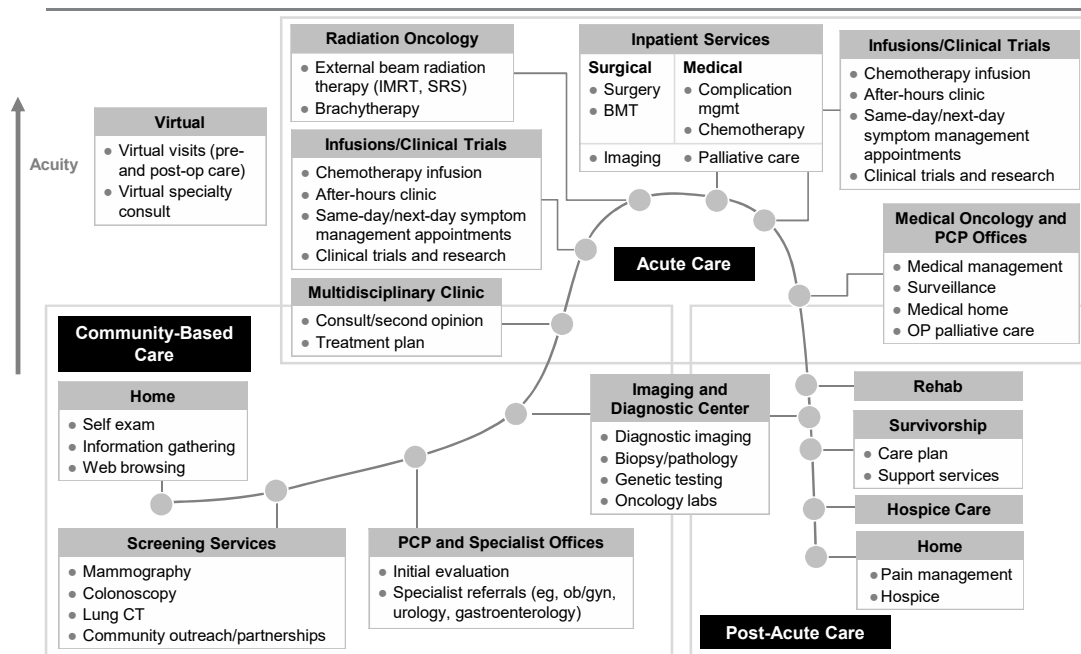 Acuity
Virtual
Virtual visits (pre-
and post-op care)
Virtual specialty
consult
Radiation Oncology
External beam radiation
therapy (IMRT, SRS)
Brachytherapy
Infusions/Clinical Trials
Chemotherapy infusion
After-hours clinic
Same-day/next-day symptom
management appointments
Clinical trials and research
Multidisciplinary Clinic
Consult/second opinion
Treatment plan
Inpatient Services
Surgical
Surgery
BMT
Imaging
Medical
Complication
mgmt
Chemotherapy
Palliative care
Infusions/Clinical Trials
Chemotherapy infusion
After-hours clinic
Same-day/next-day
symptom management
appointments
Clinical trials and research
Acute Care
Medical Oncology and
PCP Offices
Medical management
Surveillance
Medical home
OP palliative care
Community-Based
Care
Home
Self exam
Information gathering
Web browsing
Screening Services
Mammography
Colonoscopy
Lung CT
Community outreach/partnerships
PCP and Specialist Offices
Initial evaluation
Specialist referrals (eg, ob/gyn,
urology, gastroenterology)
Imaging and
Diagnostic Center
Diagnostic imaging
Biopsy/pathology
Genetic testing
Oncology labs
Rehab
Survivorship
Care plan
Support services
Hospice Care
Home
Pain management
Hospice
Post-Acute Care